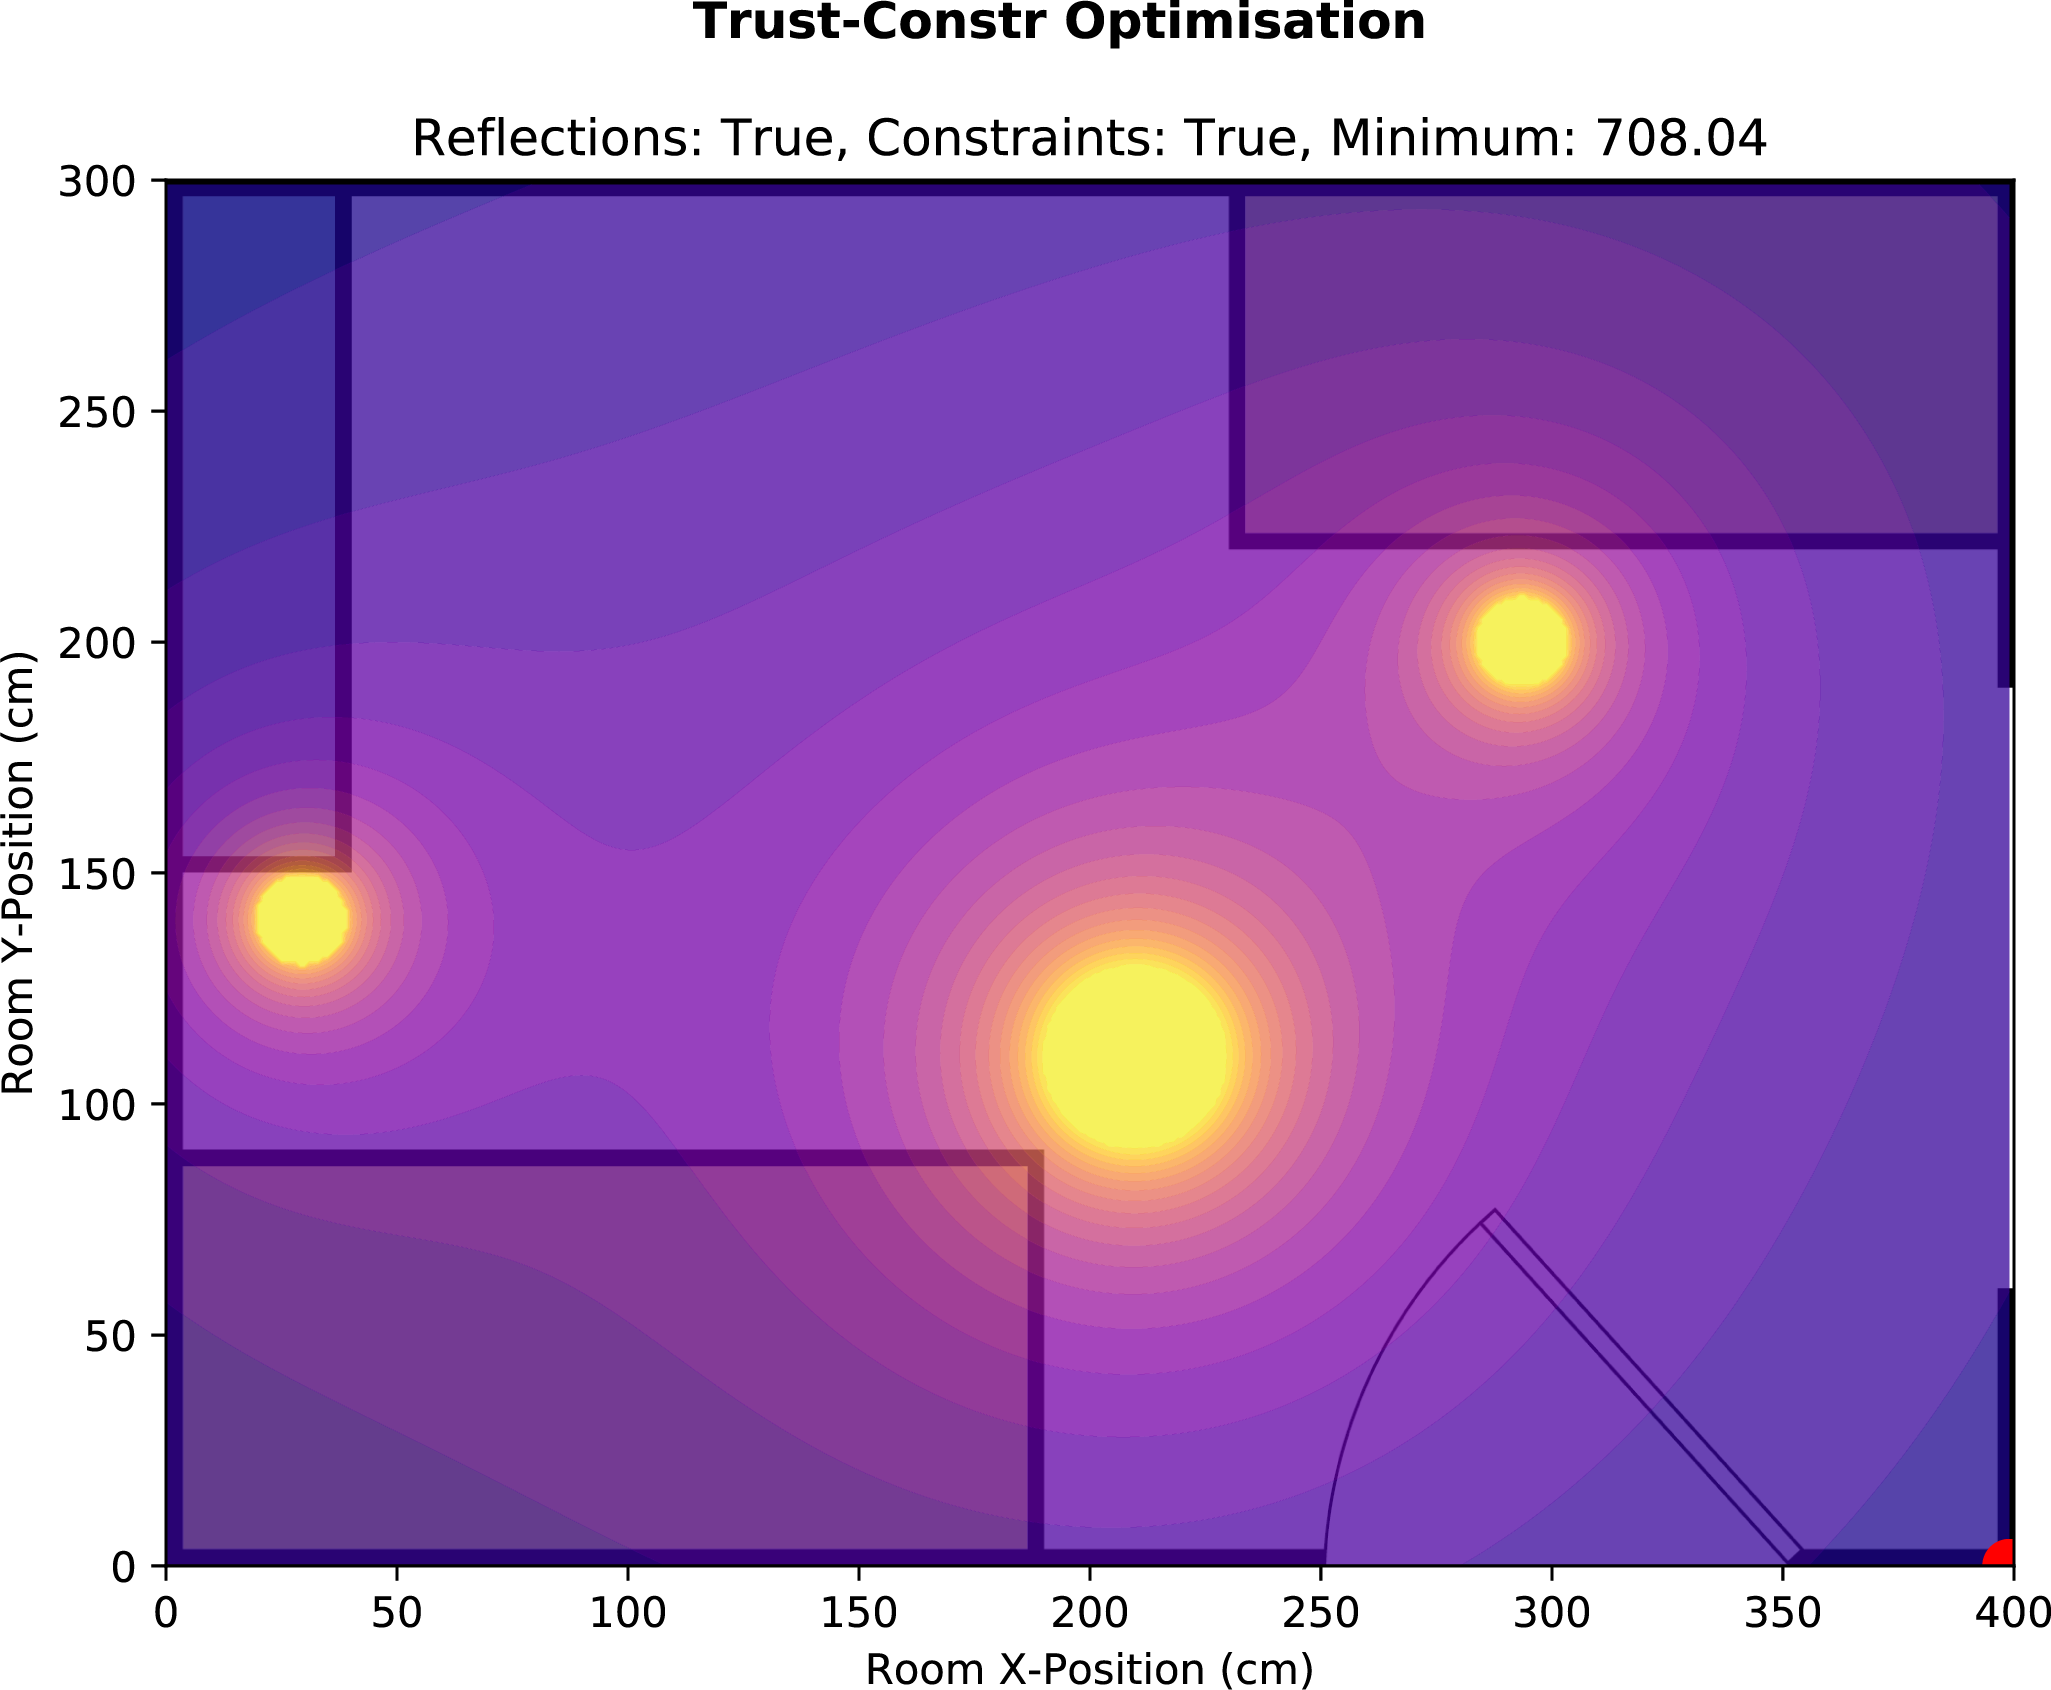 Trust-Constr Optimisation
Reflections: True, Constraints: True, Minimum: 708.04
300
250
200
150
100
50
0
Room Y-Position (cm)
0 50 100 150 200 250 300 350 400
Room X-Position (cm)